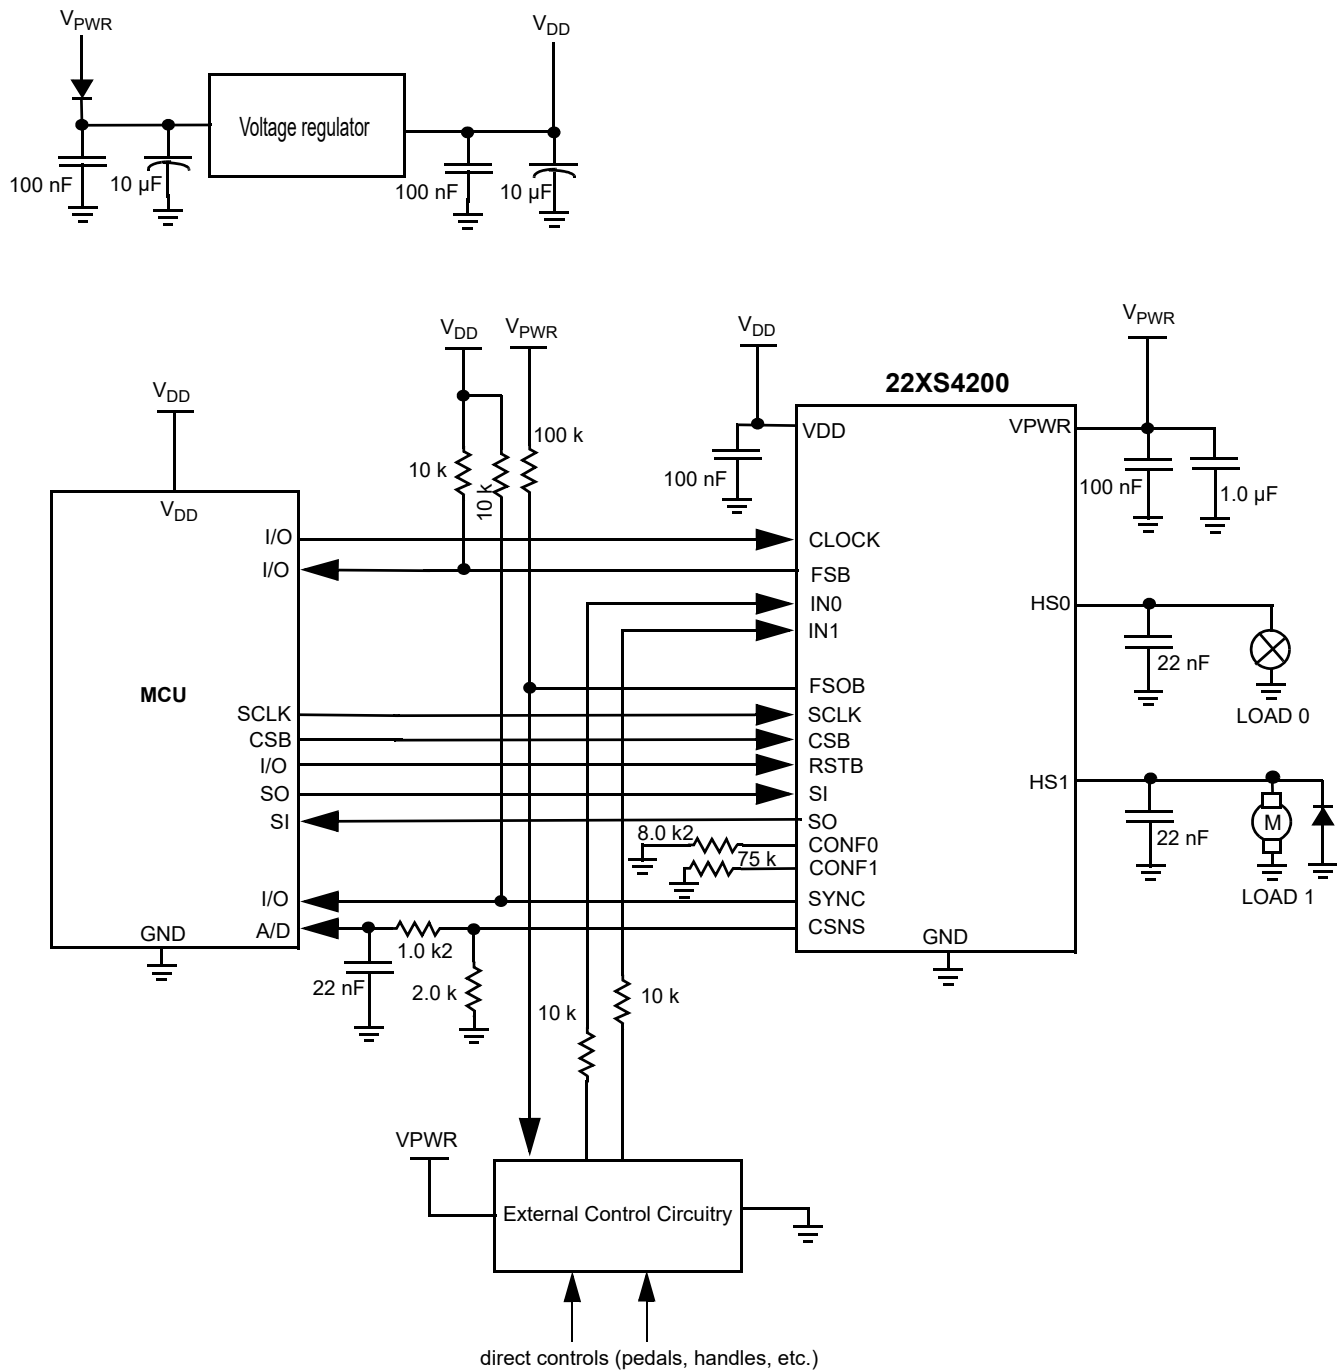 VPWR
VDD
Voltage regulator
100 nF
10 µF
100 nF
10 µF
VDD
VPWR
VDD
VPWR
22XS4200
VDD
100 k
10 k
10 k
VDD
100 nF
VPWR
100 nF
1.0 µF
VDD
I/O
CLOCK
I/O
FSB
IN0
HS0
IN1
22 nF
MCU
FSOB
SCLK
SCLK
LOAD 0
CSB
CSB
I/O
RSTB
HS1
SO
SI
SI
SO
8.0 k2
CONF0
22 nF
M
75 k
CONF1
I/O
SYNC
LOAD 1
GND
A/D
CSNS
GND
1.0 k2
22 nF
2.0 k
10 k
10 k
VPWR
External Control Circuitry
direct controls (pedals, handles, etc.)